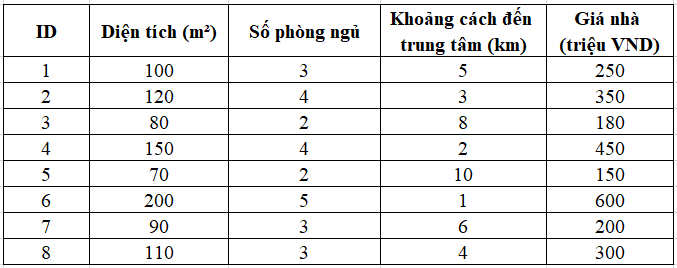 ID Diện tích (m²) Số phòng ngủ Khoảng cách đến trung tâm (km) Giá nhà (triệu VND)
1 100 3 5 250
2 120 4 3 350
3 80 2 8 180
4 150 4 2 450
5 70 2 10 150
6 200 5 1 600
7 90 3 6 200
8 110 3 4 300